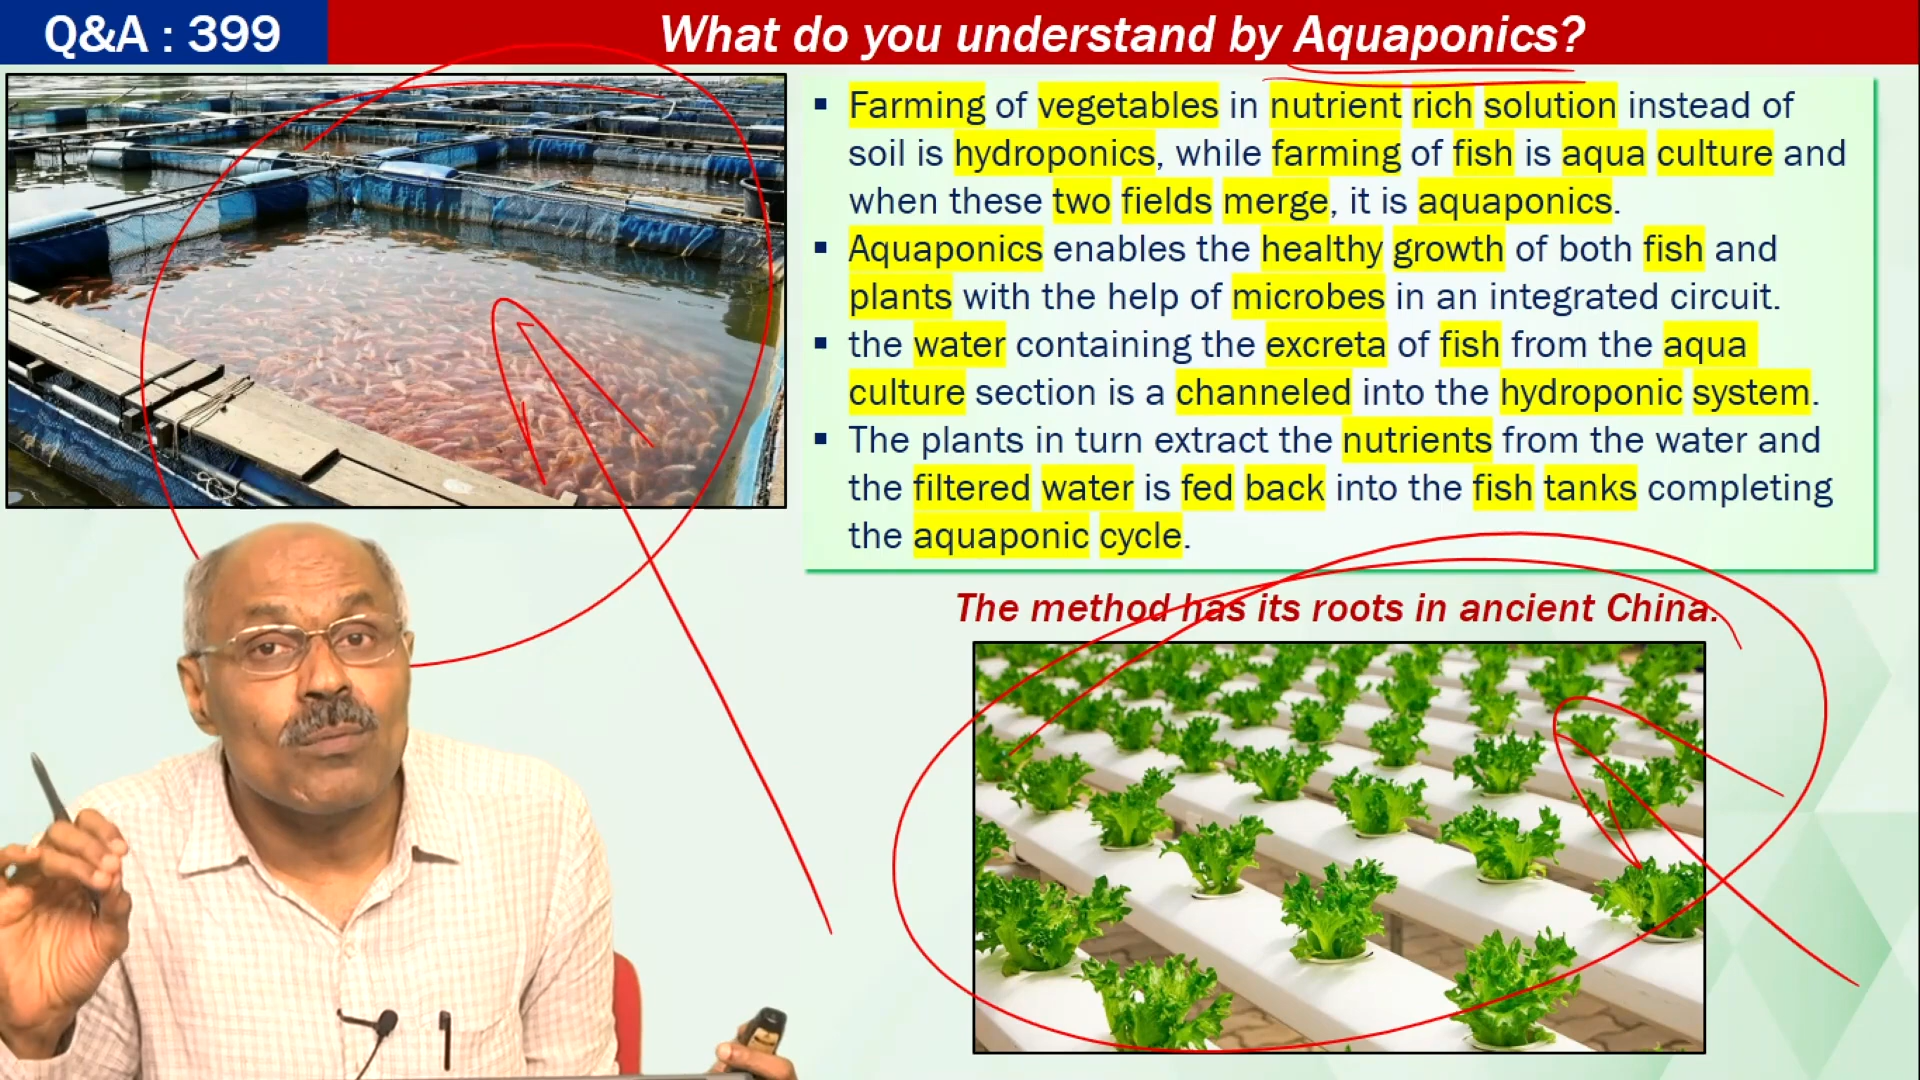 Q&A : 399
What do you understand by Aquaponics?
▪ Farming of vegetables in nutrient rich solution instead of
soil is hydroponics, while farming of fish is aqua culture and
when these two fields merge, it is aquaponics.
▪ Aquaponics enables the healthy growth of both fish and
plants with the help of microbes in an integrated circuit.
▪ the water containing the excreta of fish from the aqua
culture section is a channeled into the hydroponic system.
▪ The plants in turn extract the nutrients from the water and
the filtered water is fed back into the fish tanks completing
the aquaponic cycle.
The method has its roots in ancient China.